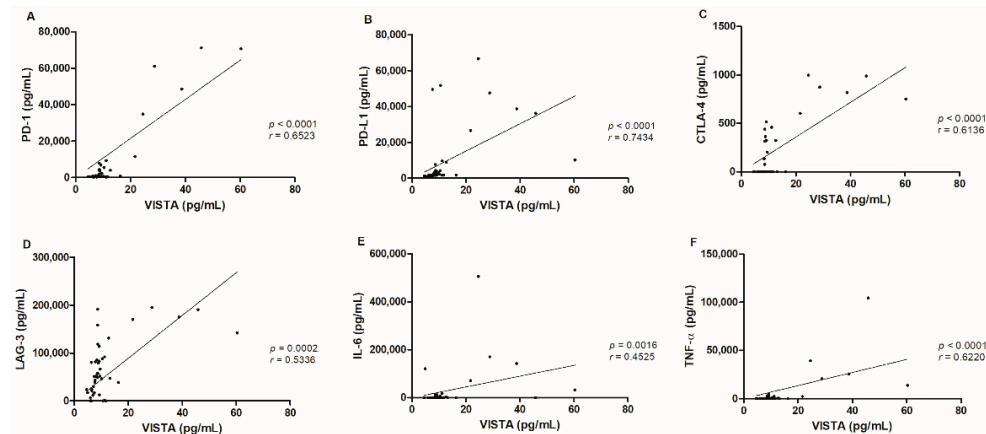 A
PD-1 (pg/mL)
80,000
60,000
40,000
20,000
0
0 20 40 60 80
VISTA (pg/mL)
p < 0.0001
r = 0.6523
B
PD-L1 (pg/mL)
80,000
60,000
40,000
20,000
0
0 20 40 60 80
VISTA (pg/mL)
p < 0.0001
r = 0.7434
C
CTLA-4 (pg/mL)
1500
1000
500
0
0 20 40 60 80
VISTA (pg/mL)
p < 0.0001
r = 0.6136
D
LAG-3 (pg/mL)
300,000
200,000
100,000
0
0 20 40 60 80
VISTA (pg/mL)
p = 0.0002
r = 0.5336
E
IL-6 (pg/mL)
600,000
400,000
200,000
0
0 20 40 60 80
VISTA (pg/mL)
p = 0.0016
r = 0.4525
F
TNF-α (pg/mL)
150,000
100,000
50,000
0
0 20 40 60 80
VISTA (pg/mL)
p < 0.0001
r = 0.6220